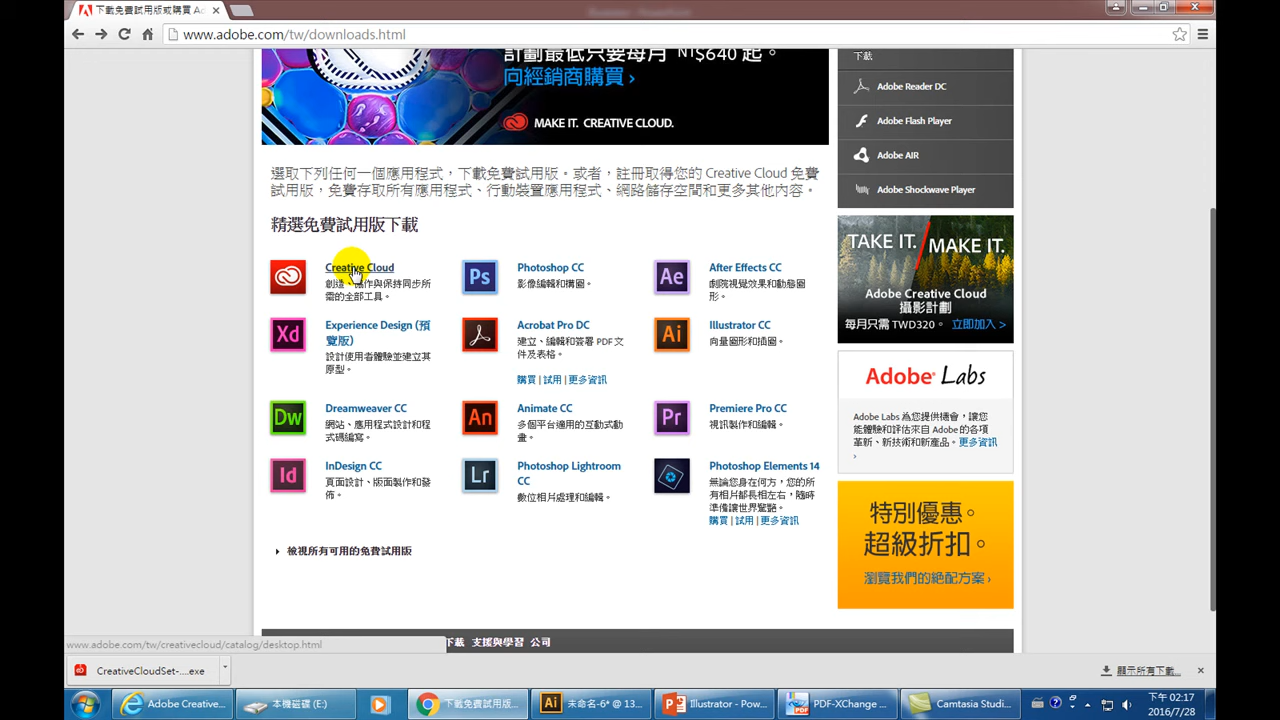 下載免費試用版或購買 Ad
www.adobe.com/tw/downloads.html
計劃最低只要每月 NT$640 起。
向經銷商購買 ›
MAKE IT. CREATIVE CLOUD.
選取下列任何一個應用程式，下載免費試用版。或者，註冊取得您的 Creative Cloud 免費
試用版，免費存取所有應用程式、行動裝置應用程式、網路儲存空間和更多其他內容。
精選免費試用版下載
Creative Cloud
創造、協作與保持同步所
需的全部工具。
Ps
Photoshop CC
影像編輯和構圖。
Ae
After Effects CC
劇院視覺效果和動態圖
形。
Xd
Experience Design (預
覽版)
設計使用者體驗並建立其
原型。
Acrobat Pro DC
建立、編輯和簽署 PDF 文
件及表格。
購買 | 試用 | 更多資訊
Ai
Illustrator CC
向量圖形和插圖。
Dw
Dreamweaver CC
網站、應用程式設計和程
式碼編寫。
An
Animate CC
多個平台適用的互動式動
畫。
Pr
Premiere Pro CC
視訊製作和編輯。
Id
InDesign CC
頁面設計、版面製作和發
佈。
Lr
Photoshop Lightroom
CC
數位相片處理和編輯。
Photoshop Elements 14
無論您身在何方，您的所
有相片都長相左右，隨時
準備讓世界驚艷。
購買 | 試用 | 更多資訊
檢視所有可用的免費試用版
下載
Adobe Reader DC
Adobe Flash Player
Adobe AIR
Adobe Shockwave Player
TAKE IT. MAKE IT.
Adobe Creative Cloud
攝影計劃
每月只需 TWD320。 立即加入 >
Adobe® Labs
Adobe Labs 為您提供機會，讓您
能體驗和評估來自 Adobe 的各項
革新、新技術和新產品。更多資訊
›
特別優惠。
超級折扣。
瀏覽我們的絶配方案 ›
下載 支援與學習 公司
www.adobe.com/tw/creativecloud/catalog/desktop.html
CreativeCloudSet-....exe
顯示所有下載...
Adobe Creative...
本機磁碟 (E:)
下載免費試用版...
Ai
未命名-6* @ 13...
Illustrator - Pow...
PDF-XChange ...
Camtasia Studi...
下午 02:17
2016/7/28